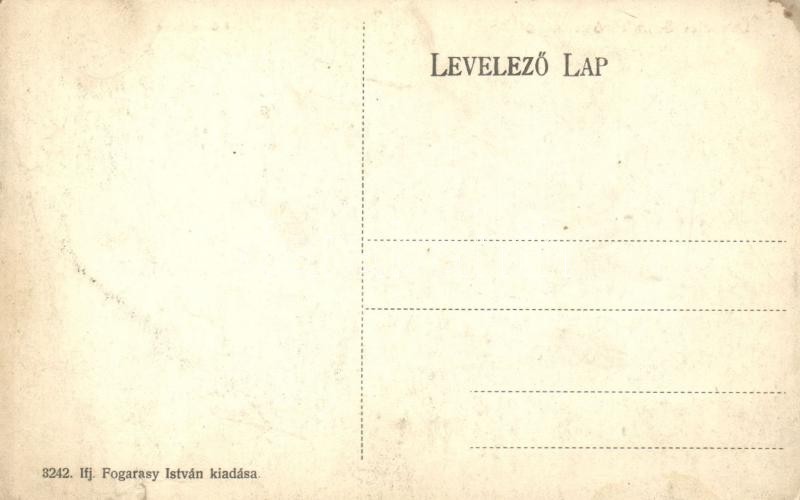 LEVELEZŐ LAP
3242. Ifj. Fogarasy István kiadása.